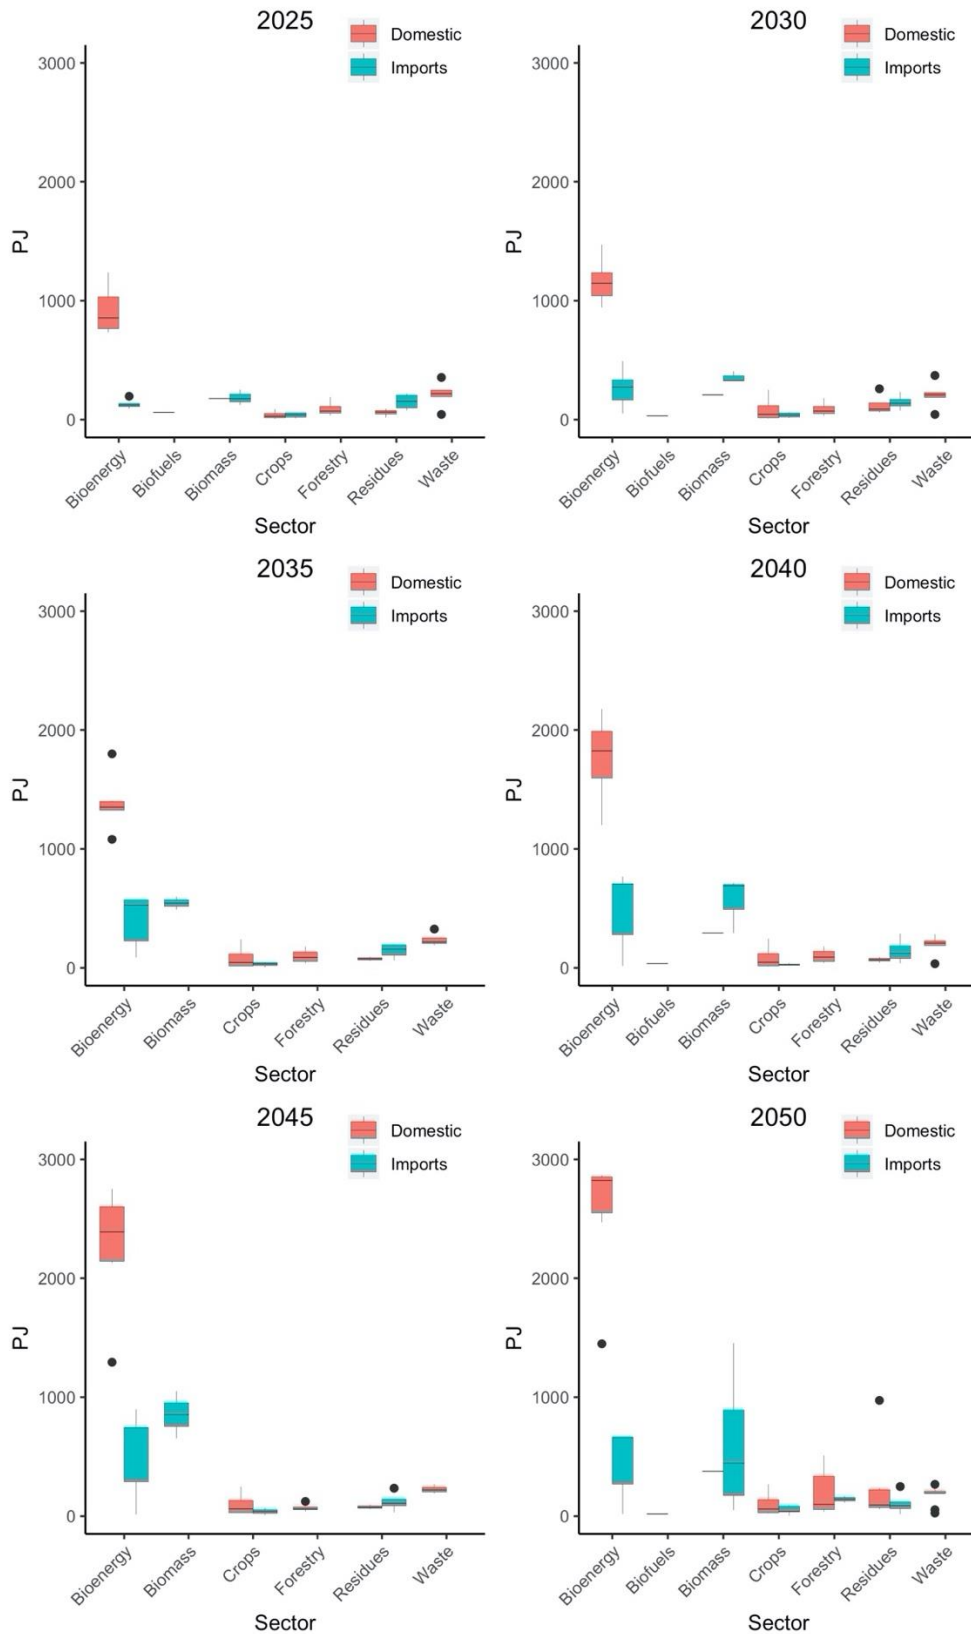 2025
Domestic
Imports
3000
2000
1000
0
PJ
Bioenergy
Biofuels
Biomass
Crops
Forestry
Residues
Waste
Sector
2030
Domestic
Imports
3000
2000
1000
0
PJ
Bioenergy
Biofuels
Biomass
Crops
Forestry
Residues
Waste
Sector
2035
Domestic
Imports
3000
2000
1000
0
PJ
Bioenergy
Biomass
Crops
Forestry
Residues
Waste
Sector
2040
Domestic
Imports
3000
2000
1000
0
PJ
Bioenergy
Biofuels
Biomass
Crops
Forestry
Residues
Waste
Sector
2045
Domestic
Imports
3000
2000
1000
0
PJ
Bioenergy
Biomass
Crops
Forestry
Residues
Waste
Sector
2050
Domestic
Imports
3000
2000
1000
0
PJ
Bioenergy
Biofuels
Biomass
Crops
Forestry
Residues
Waste
Sector